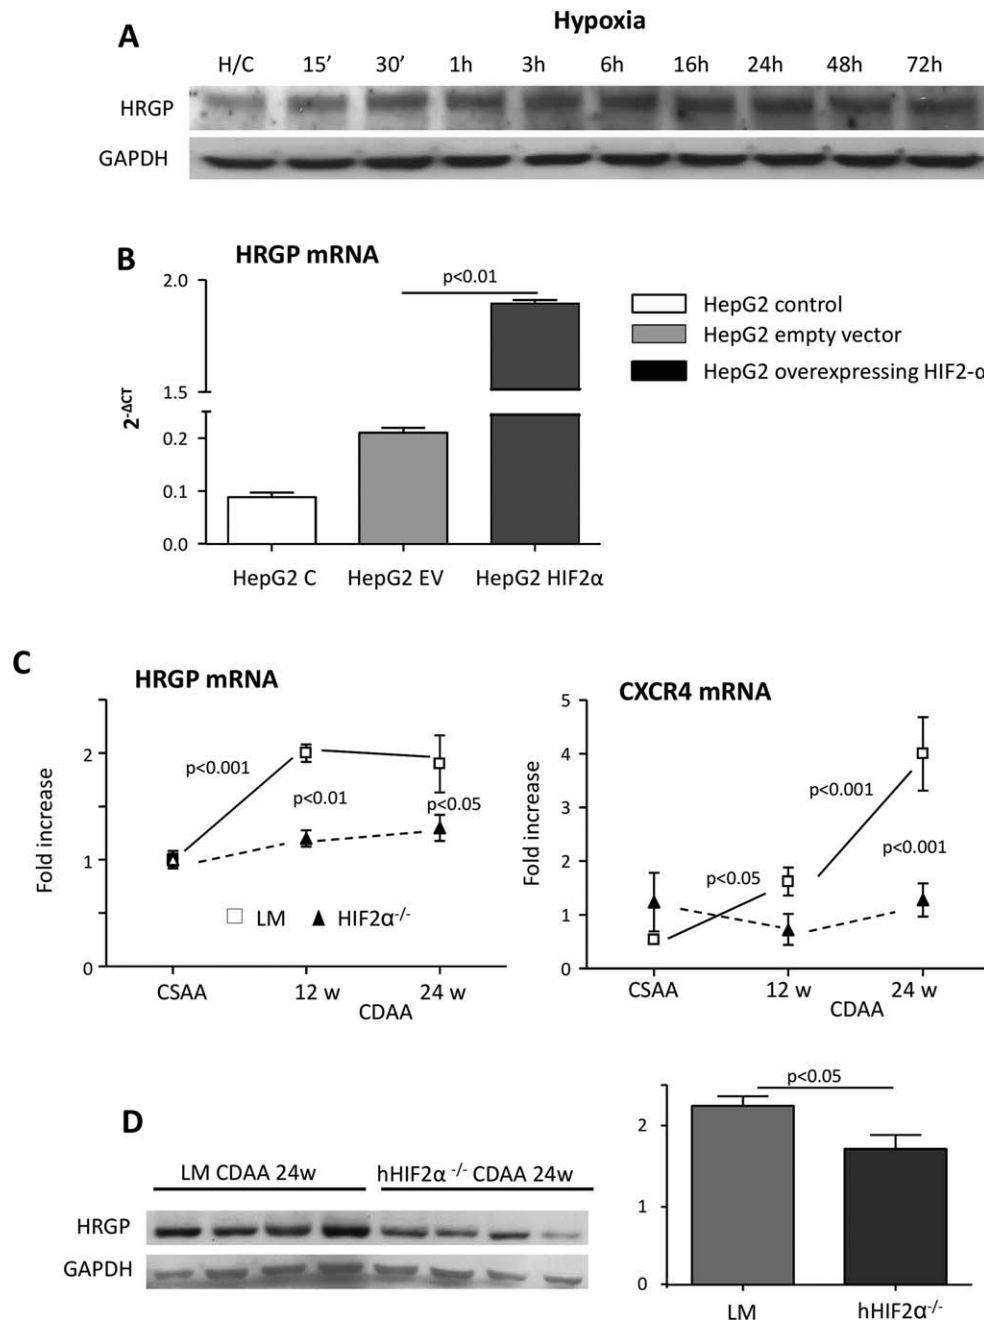 A
Hypoxia
H/C 15’ 30’ 1h 3h 6h 16h 24h 48h 72h
HRGP
GAPDH
B
HRGP mRNA
p<0.01
2.0
1.5
0.2
0.1
0.0
2-ΔCT
HepG2 C HepG2 EV HepG2 HIF2α
HepG2 control
HepG2 empty vector
HepG2 overexpressing HIF2-α
C
HRGP mRNA
Fold increase
2
1
0
p<0.001
p<0.01
p<0.05
LM HIF2α-/-
CSAA 12 w 24 w
CDAA
CXCR4 mRNA
Fold increase
5
4
3
2
1
0
p<0.001
p<0.001
p<0.05
CSAA 12 w 24 w
CDAA
D
LM CDAA 24w hHIF2α -/- CDAA 24w
HRGP
GAPDH
p<0.05
2
1
0
LM hHIF2α-/-